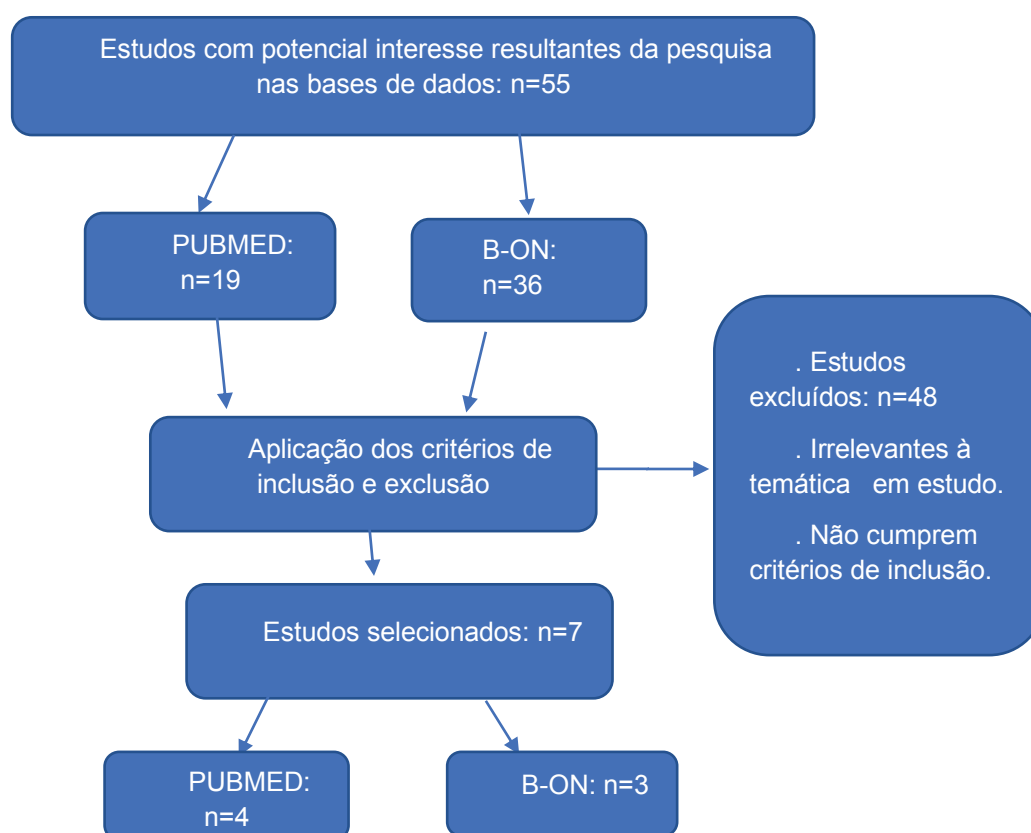 Estudos com potencial interesse resultantes da pesquisa
nas bases de dados: n=55
PUBMED:
n=19
B-ON:
n=36
. Estudos
excluídos: n=48
. Irrelevantes à
temática em estudo.
. Não cumprem
critérios de inclusão.
Aplicação dos critérios de
inclusão e exclusão
Estudos selecionados: n=7
PUBMED:
n=4
B-ON: n=3